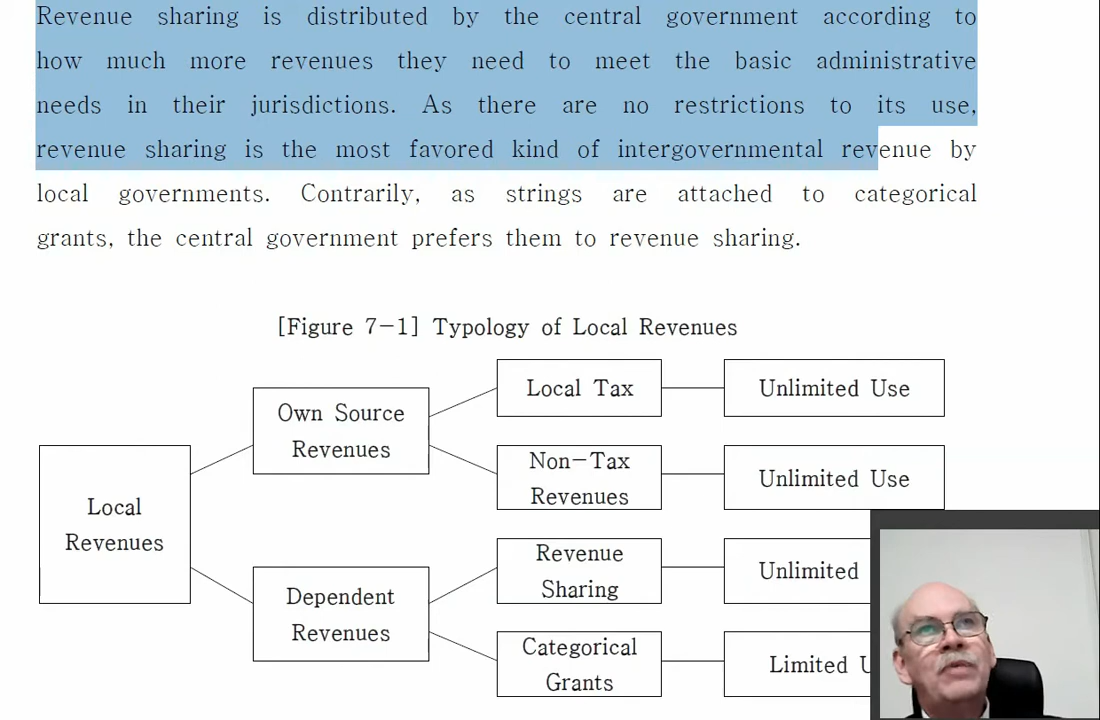 Revenue sharing is distributed by the central government according to
how much more revenues they need to meet the basic administrative
needs in their jurisdictions. As there are no restrictions to its use,
revenue sharing is the most favored kind of intergovernmental revenue by
local governments. Contrarily, as strings are attached to categorical
grants, the central government prefers them to revenue sharing.
[Figure 7-1] Typology of Local Revenues
Local
Revenues
Own Source
Revenues
Dependent
Revenues
Local Tax
Unlimited Use
Non-Tax
Revenues
Unlimited Use
Revenue
Sharing
Unlimited
Categorical
Grants
Limited U